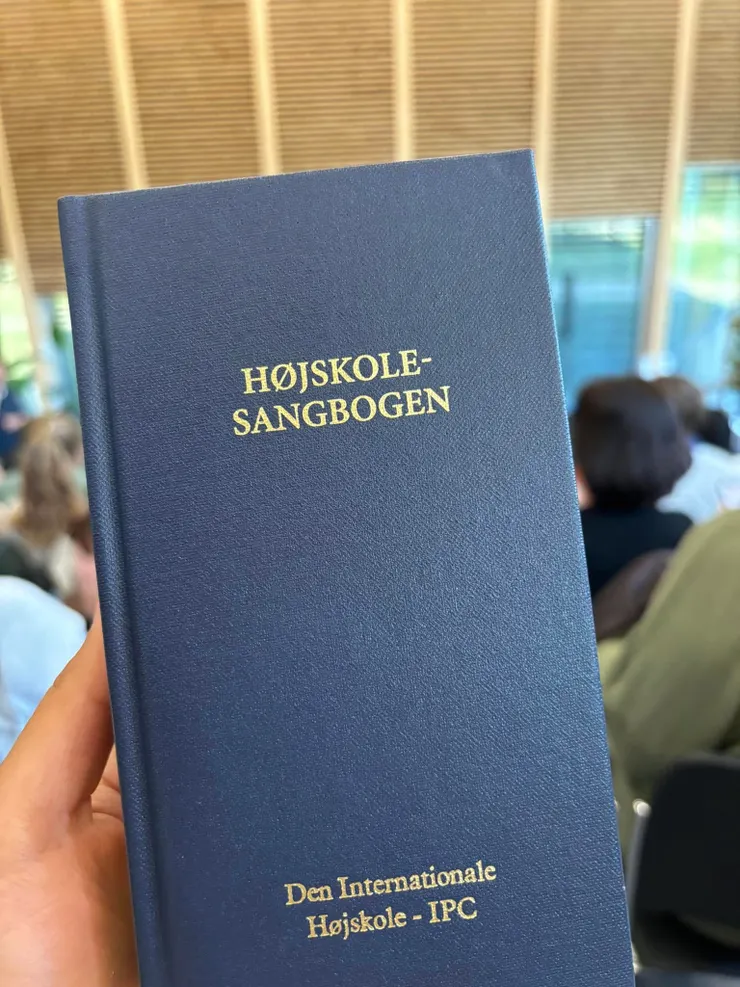 HØJSKOLE-
SANGBOGEN
Den Internationale
Højskole - IPC